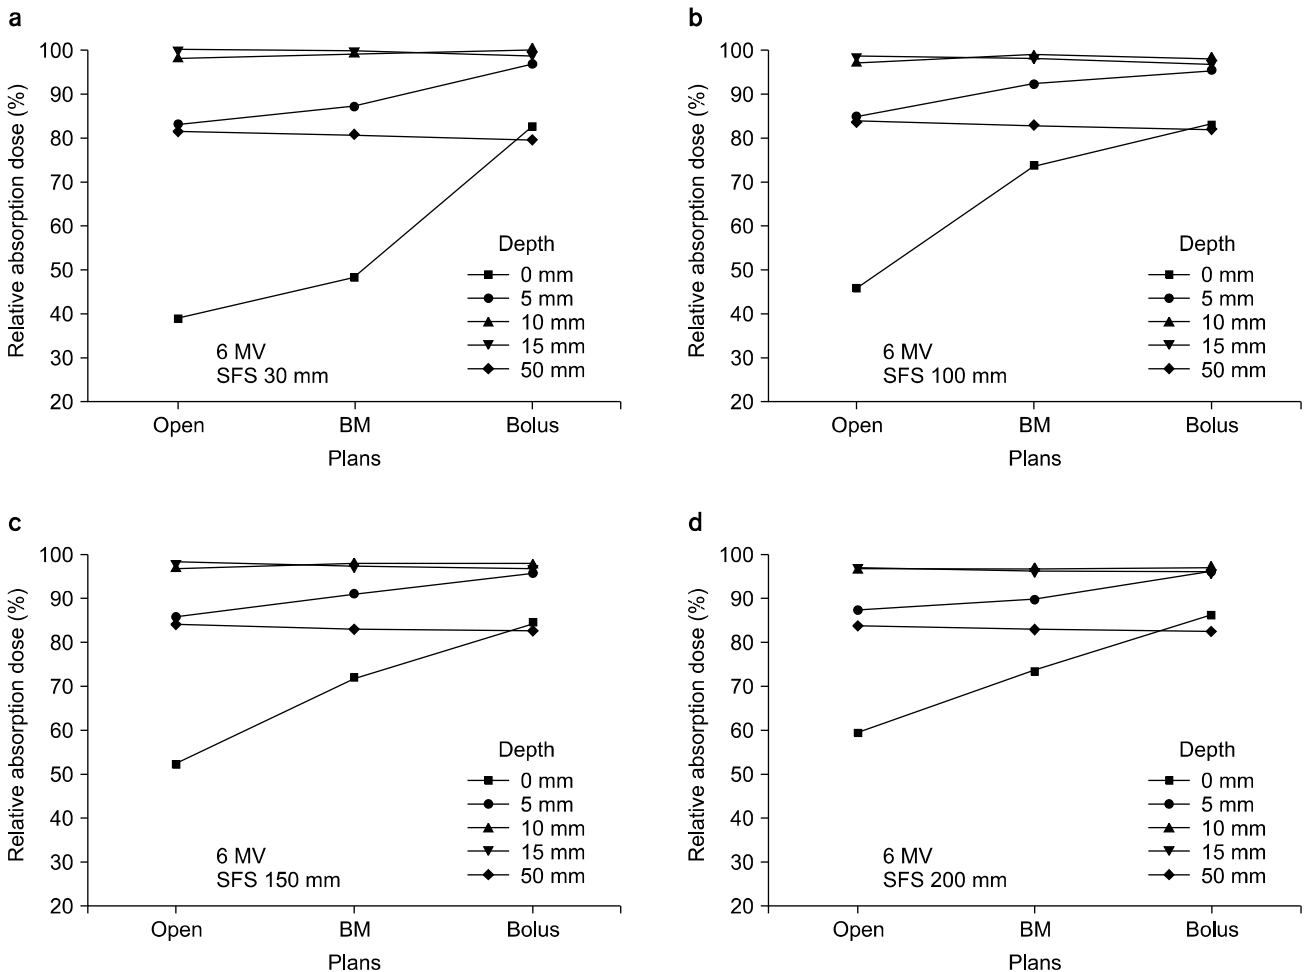 a
Relative absorption dose (%)
100
90
80
70
60
50
40
30
20
Depth
0 mm
5 mm
10 mm
15 mm
50 mm
6 MV
SFS 30 mm
Open BM Bolus
Plans
b
Relative absorption dose (%)
100
90
80
70
60
50
40
30
20
Depth
0 mm
5 mm
10 mm
15 mm
50 mm
6 MV
SFS 100 mm
Open BM Bolus
Plans
c
Relative absorption dose (%)
100
90
80
70
60
50
40
30
20
Depth
0 mm
5 mm
10 mm
15 mm
50 mm
6 MV
SFS 150 mm
Open BM Bolus
Plans
d
Relative absorption dose (%)
100
90
80
70
60
50
40
30
20
Depth
0 mm
5 mm
10 mm
15 mm
50 mm
6 MV
SFS 200 mm
Open BM Bolus
Plans